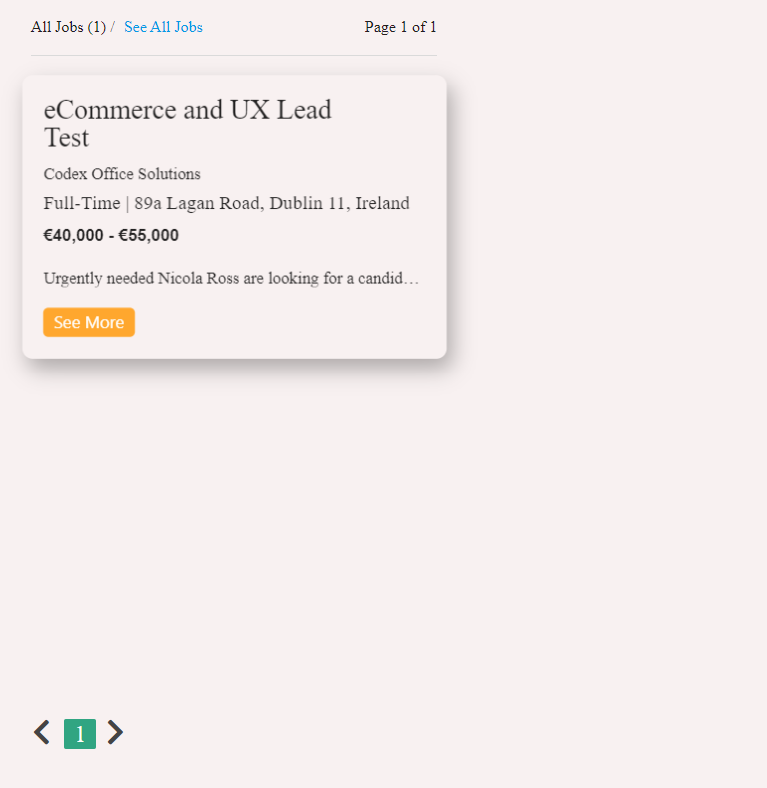 All Jobs (1) / See All Jobs Page 1 of 1
eCommerce and UX Lead
Test
Codex Office Solutions
Full-Time | 89a Lagan Road, Dublin 11, Ireland
€40,000 - €55,000
Urgently needed Nicola Ross are looking for a candid…
See More
1